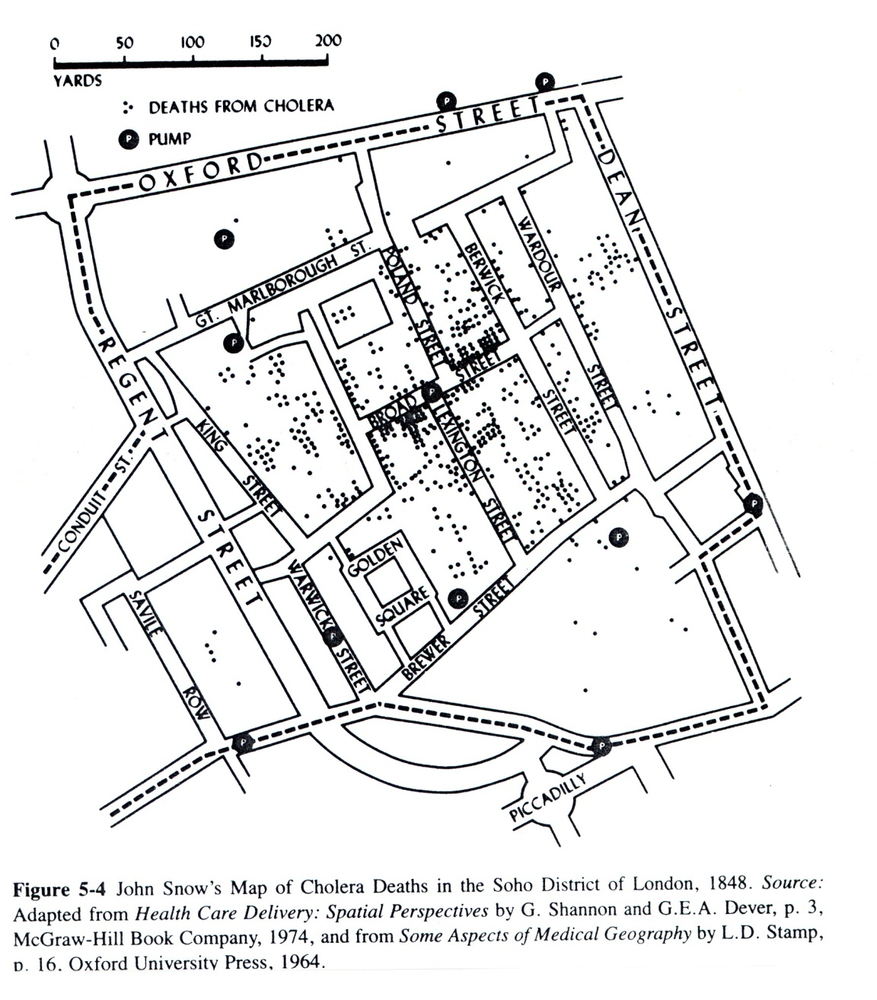 0 50 100 150 200
YARDS
DEATHS FROM CHOLERA
P PUMP
P
P
OXFORD STREET
DEAN STREET
P
GT. MARLBOROUGH ST.
POLAND STREET
BERWICK STREET
WARDOUR STREET
P
REGENT STREET
BROAD STREET
P
LEXINGTON STREET
KING STREET
CONDUIT ST.
P
P
GOLDEN SQUARE
P
WARWICK STREET
P
SAVILE ROW
BREWER STREET
P
P
PICCADILLY
Figure 5-4 John Snow's Map of Cholera Deaths in the Soho District of London, 1848. Source:
Adapted from Health Care Delivery: Spatial Perspectives by G. Shannon and G.E.A. Dever, p. 3,
McGraw-Hill Book Company, 1974, and from Some Aspects of Medical Geography by L.D. Stamp,
p. 16. Oxford University Press, 1964.